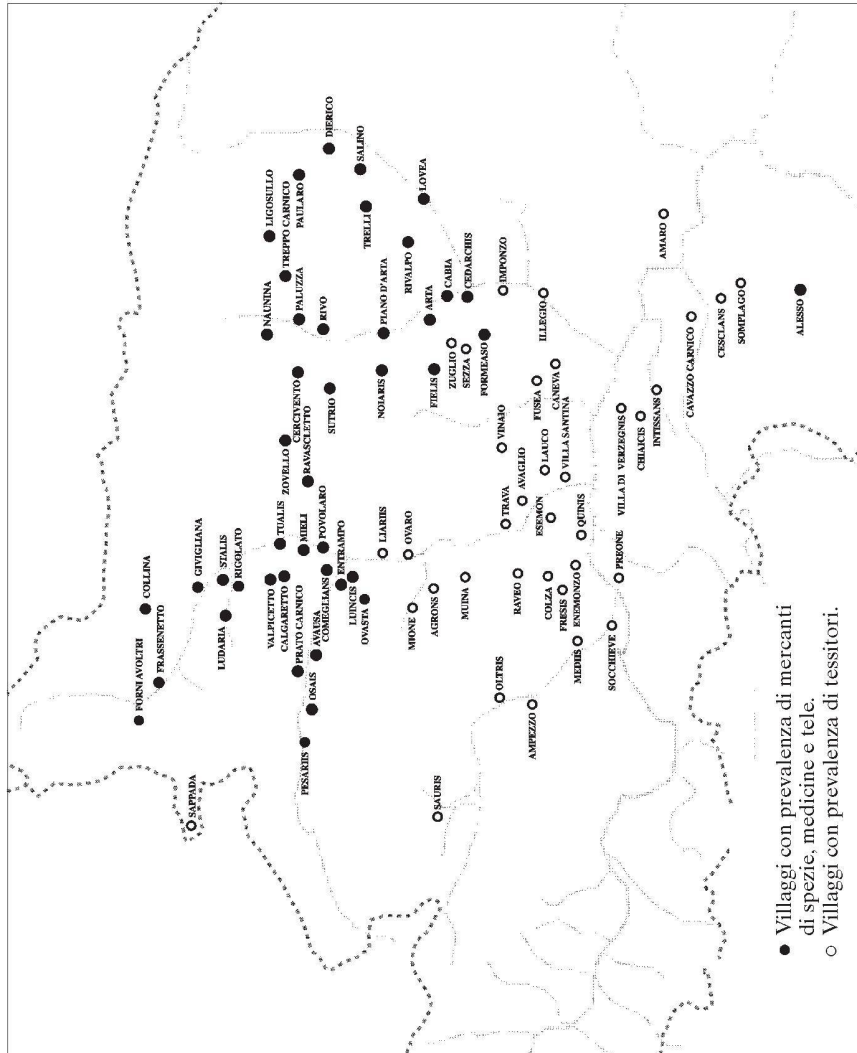 SAPPADA
FORNI AVOLTRI
COLLINA
FRASSENETTO
GIVIGLIANA
STALIS
RIGOLATO
LUDARIA
VALPICETTO
CALGARETTO
PRATO CARNICO
AVAUSA
COMEGLIANS
OSAIS
PESARIIS
TUALIS
MIELI
POVOLARO
ENTRAMPO
LUINCIS
OVASTA
ZOVELLO
CERCIVENTO
RAVASCLETTO
SUTRIO
NAUNINA
PALUZZA
RIVO
LIGOSULLO
TREPPO CARNICO
PAULARO
DIERICO
SALINO
TRELLI
LOVEA
RIVALPO
PIANO D'ARTA
NOIARIS
ARTA
CABIA
CEDARCHIS
FIELIS
ZUGLIO
SEZZA
FORMEASO
IMPONZO
ILLEGIO
LIARIIS
OVARO
MIONE
AGRONS
MUINA
SAURIS
OLTRIS
AMPEZZO
RAVEO
COLZA
FRESIS
ENEMONZO
MEDIIS
SOCCHIEVE
PREONE
TRAVA
AVAGLIO
VINAIO
ESEMON
LAUCO
VILLA SANTINA
QUINIS
FUSEA
CANEVA
VILLA DI VERZEGNIS
CHIAICIS
INTISSANS
AMARO
CAVAZZO CARNICO
CESCLANS
SOMPLAGO
ALESSO
Villaggi con prevalenza di mercanti
di spezie, medicine e tele.
Villaggi con prevalenza di tessitori.